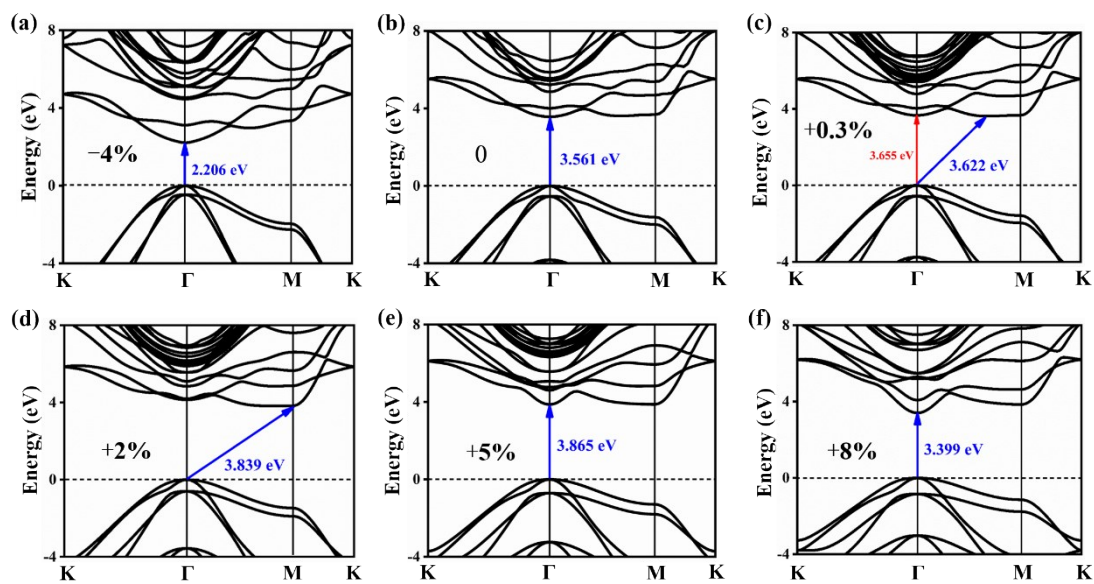 (a)
8
4
0
-4
Energy (eV)
−4%
2.206 eV
K Γ M K
(b)
8
4
0
-4
Energy (eV)
0
3.561 eV
K Γ M K
(c)
8
4
0
-4
Energy (eV)
+0.3%
3.655 eV
3.622 eV
K Γ M K
(d)
8
4
0
-4
Energy (eV)
+2%
3.839 eV
K Γ M K
(e)
8
4
0
-4
Energy (eV)
+5%
3.865 eV
K Γ M K
(f)
8
4
0
-4
Energy (eV)
+8%
3.399 eV
K Γ M K